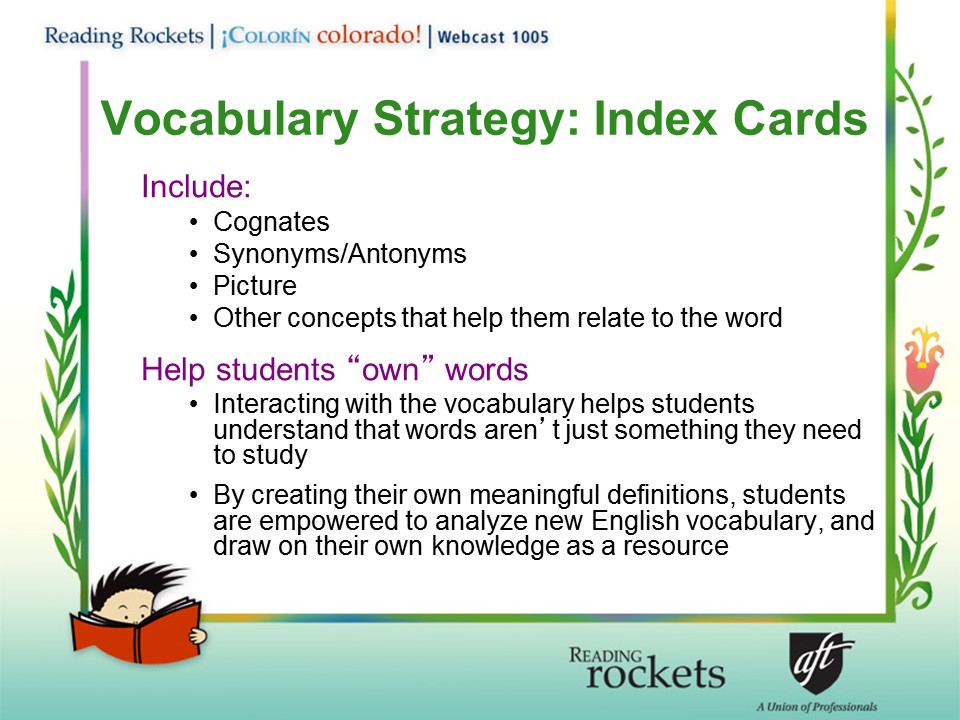 Reading Rockets | ¡COLORÍN colorado! | Webcast 1005
Vocabulary Strategy: Index Cards
Include:
• Cognates
• Synonyms/Antonyms
• Picture
• Other concepts that help them relate to the word
Help students “own” words
• Interacting with the vocabulary helps students
understand that words aren’t just something they need
to study
• By creating their own meaningful definitions, students
are empowered to analyze new English vocabulary, and
draw on their own knowledge as a resource
READING
rockets
aft
A Union of Professionals